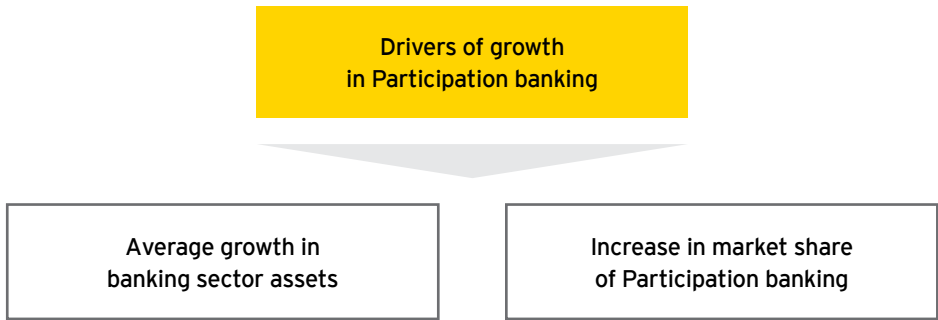 Drivers of growth
in Participation banking
Average growth in
banking sector assets
Increase in market share
of Participation banking